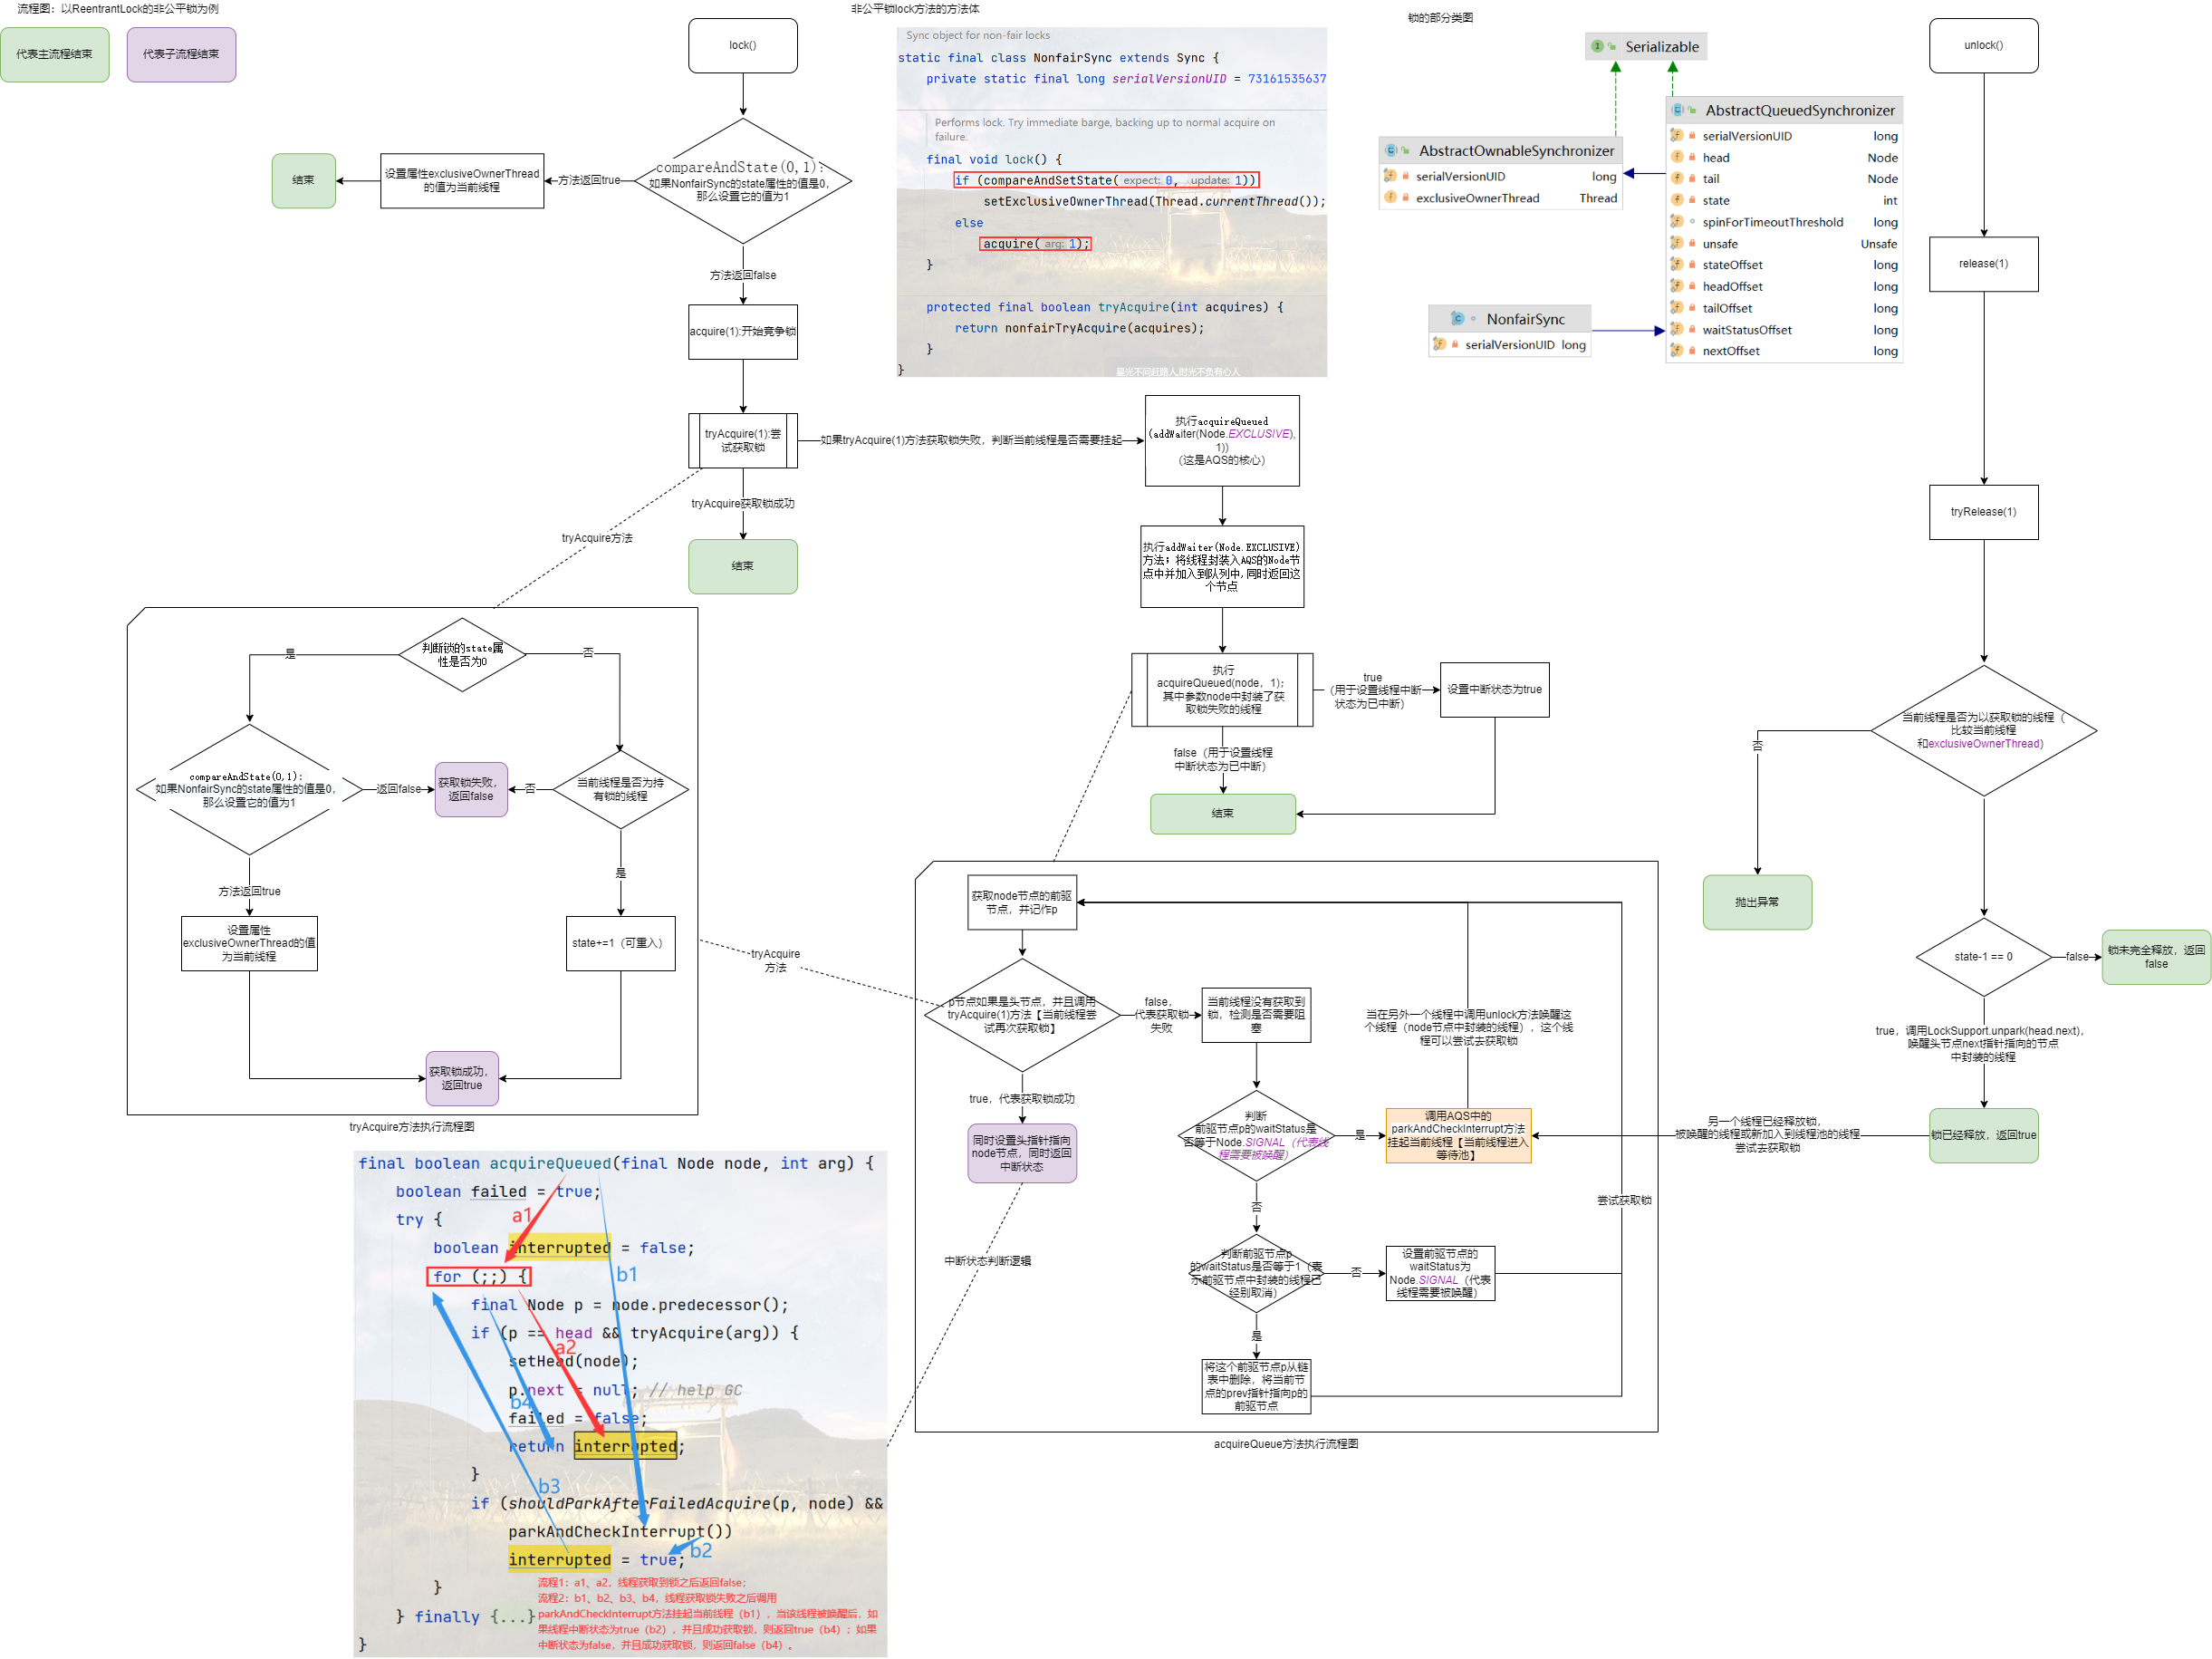 流程图：以ReentrantLock的非公平锁为例
代表主流程结束
代表子流程结束
lock()
compareAndState(0,1)：
如果NonfairSync的state属性的值是0，
那么设置它的值为1
方法返回true
设置属性exclusiveOwnerThread
的值为当前线程
结束
方法返回false
acquire(1):开始竞争锁
tryAcquire(1):尝
试获取锁
如果tryAcquire(1)方法获取锁失败，判断当前线程是否需要挂起
tryAcquire获取锁成功
结束
tryAcquire方法
非公平锁lock方法的方法体
Sync object for non-fair locks
static final class NonfairSync extends Sync {
private static final long serialVersionUID = 73161535637
Performs lock. Try immediate barge, backing up to normal acquire on
failure.
final void lock() {
if (compareAndSetState( expect: 0, update: 1))
setExclusiveOwnerThread(Thread.currentThread());
else
acquire( arg: 1);
}
protected final boolean tryAcquire(int acquires) {
return nonfairTryAcquire(acquires);
}
}
星光不问赶路人,时光不负有心人
锁的部分类图
Serializable
AbstractOwnableSynchronizer
serialVersionUID long
exclusiveOwnerThread Thread
AbstractQueuedSynchronizer
serialVersionUID long
head Node
tail Node
state int
spinForTimeoutThreshold long
unsafe Unsafe
stateOffset long
headOffset long
tailOffset long
waitStatusOffset long
nextOffset long
NonfairSync
serialVersionUID long
执行acquireQueued
(addWaiter(Node.EXCLUSIVE),
1))
（这是AQS的核心）
执行addWaiter(Node.EXCLUSIVE)
方法；将线程封装入AQS的Node节
点中并加入到队列中,同时返回这
个节点
执行
acquireQueued(node，1);
其中参数node中封装了获
取锁失败的线程
true
（用于设置线程中断
状态为已中断）
设置中断状态为true
false（用于设置线程
中断状态为已中断）
结束
判断锁的state属
性是否为0
是
否
compareAndState(0,1)：
如果NonfairSync的state属性的值是0，
那么设置它的值为1
返回false
获取锁失败，
返回false
否
当前线程是否为持
有锁的线程
方法返回true
是
设置属性
exclusiveOwnerThread的值
为当前线程
state+=1（可重入）
获取锁成功，
返回true
tryAcquire方法执行流程图
tryAcquire
方法
获取node节点的前驱
节点，并记作p
p节点如果是头节点，并且调用
tryAcquire(1)方法【当前线程尝
试再次获取锁】
false，
代表获取锁
失败
当前线程没有获取到
锁，检测是否需要阻
塞
true，代表获取锁成功
同时设置头指针指向
node节点，同时返回
中断状态
中断状态判断逻辑
判断
前驱节点p的waitStatus是
否等于Node.SIGNAL（代表线
程需要被唤醒）
是
调用AQS中的
parkAndCheckInterrupt方法
挂起当前线程【当前线程进入
等待池】
当在另外一个线程中调用unlock方法唤醒这
个线程（node节点中封装的线程），这个线
程可以尝试去获取锁
否
判断前驱节点p
的waitStatus是否等于1（表
示前驱节点中封装的线程已
经别取消）
否
设置前驱节点的
waitStatus为
Node.SIGNAL（代表
线程需要被唤醒）
尝试获取锁
是
将这个前驱节点p从链
表中删除，将当前节
点的prev指针指向p的
前驱节点
acquireQueue方法执行流程图
unlock()
release(1)
tryRelease(1)
当前线程是否为以获取锁的线程（
比较当前线程
和exclusiveOwnerThread）
否
抛出异常
state-1 == 0
false
锁未完全释放，返回
false
true，调用LockSupport.unpark(head.next)，
唤醒头节点next指针指向的节点
中封装的线程
锁已经释放，返回true
另一个线程已经释放锁，
被唤醒的线程或新加入到线程池的线程
尝试去获取锁
final boolean acquireQueued(final Node node, int arg) {
boolean failed = true;
try {
a1
boolean interrupted = false;
b1
for (;;) {
final Node p = node.predecessor();
if (p == head && tryAcquire(arg)) {
a2
setHead(node);
p.next = null; // help GC
b4
failed = false;
return interrupted;
}
b3
if (shouldParkAfterFailedAcquire(p, node) &&
parkAndCheckInterrupt())
b2
interrupted = true;
}
} finally {...}
}
流程1：a1、a2，线程获取到锁之后返回false；
流程2：b1、b2、b3、b4，线程获取锁失败之后调用
parkAndCheckInterrupt方法挂起当前线程（b1），当该线程被唤醒后，如
果线程中断状态为true（b2），并且成功获取锁，则返回true（b4）；如果
中断状态为false，并且成功获取锁，则返回false（b4）。